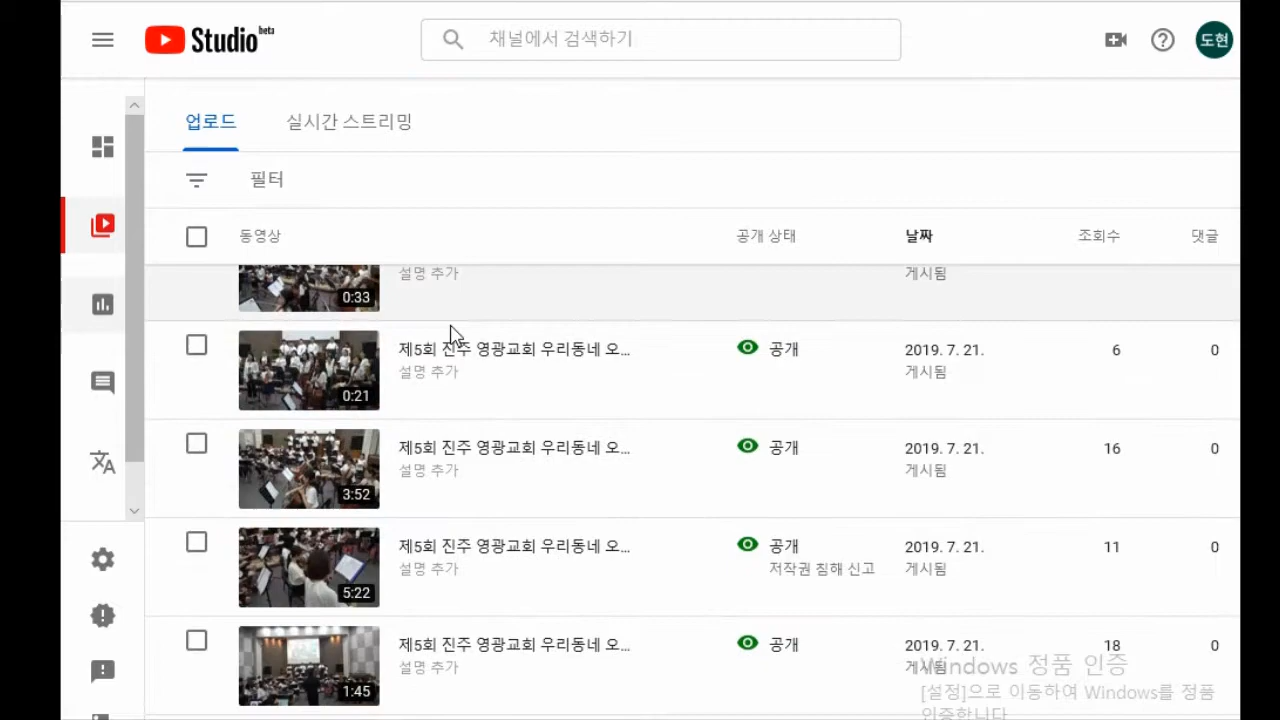 Studio beta
채널에서 검색하기
도현
업로드
실시간 스트리밍
필터
동영상
공개 상태
날짜
조회수
댓글
설명 추가
게시됨
0:33
제5회 진주 영광교회 우리동네 오...
공개
2019. 7. 21.
6
0
설명 추가
게시됨
0:21
제5회 진주 영광교회 우리동네 오...
공개
2019. 7. 21.
16
0
설명 추가
게시됨
3:52
제5회 진주 영광교회 우리동네 오...
공개
2019. 7. 21.
11
0
설명 추가
저작권 침해 신고
게시됨
5:22
제5회 진주 영광교회 우리동네 오...
공개
2019. 7. 21.
18
0
설명 추가
게시됨
1:45
Windows 정품 인증
[설정]으로 이동하여 Windows를 정품
인증합니다